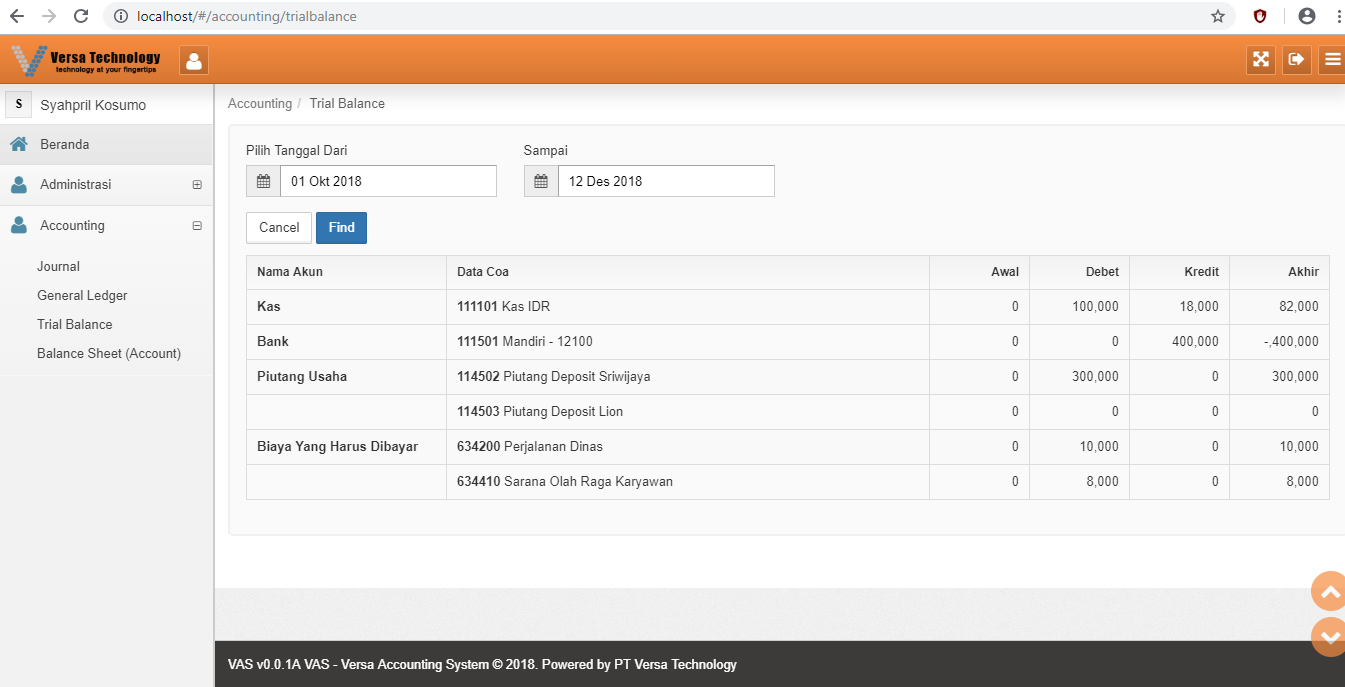 localhost/#/accounting/trialbalance
Versa Technology
technology at your fingertips
S Syahpril Kosumo
Beranda
Administrasi
Accounting
Journal
General Ledger
Trial Balance
Balance Sheet (Account)
Accounting / Trial Balance
Pilih Tanggal Dari Sampai
01 Okt 2018 12 Des 2018
Cancel Find
Nama Akun Data Coa Awal Debet Kredit Akhir
Kas 111101 Kas IDR 0 100,000 18,000 82,000
Bank 111501 Mandiri - 12100 0 0 400,000 -,400,000
Piutang Usaha 114502 Piutang Deposit Sriwijaya 0 300,000 0 300,000
114503 Piutang Deposit Lion 0 0 0 0
Biaya Yang Harus Dibayar 634200 Perjalanan Dinas 0 10,000 0 10,000
634410 Sarana Olah Raga Karyawan 0 8,000 0 8,000
VAS v0.0.1A VAS - Versa Accounting System © 2018. Powered by PT Versa Technology